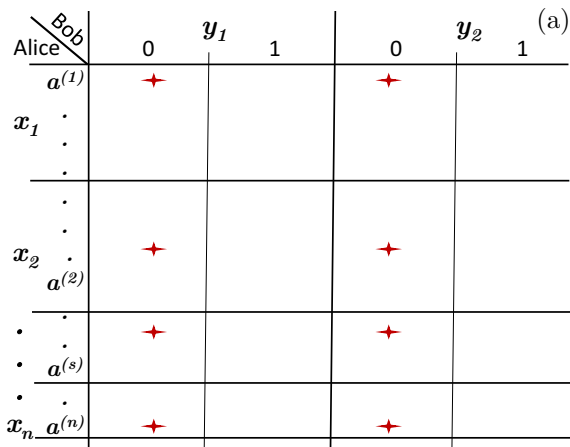 Bob y₁ y₂ (a)
Alice 0 1 0 1
a⁽¹⁾
x₁
x₂
a⁽²⁾
a⁽ˢ⁾
xₙ a⁽ⁿ⁾